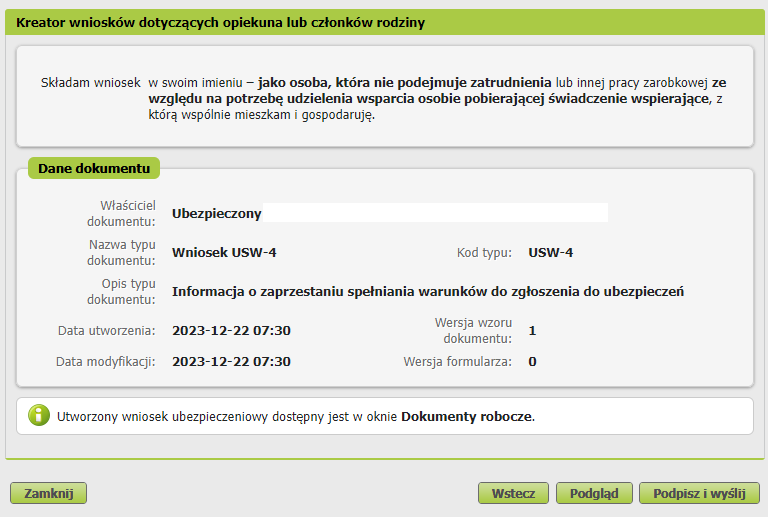 Kreator wniosków dotyczących opiekuna lub członków rodziny
Składam wniosek w swoim imieniu – jako osoba, która nie podejmuje zatrudnienia lub innej pracy zarobkowej ze
względu na potrzebę udzielenia wsparcia osobie pobierającej świadczenie wspierające, z
którą wspólnie mieszkam i gospodaruję.
Dane dokumentu
Właściciel
dokumentu:
Ubezpieczony
Nazwa typu
dokumentu:
Wniosek USW-4
Kod typu: USW-4
Opis typu
dokumentu:
Informacja o zaprzestaniu spełniania warunków do zgłoszenia do ubezpieczeń
Data utworzenia: 2023-12-22 07:30
Wersja wzoru
dokumentu:
1
Data modyfikacji: 2023-12-22 07:30
Wersja formularza: 0
Utworzony wniosek ubezpieczeniowy dostępny jest w oknie Dokumenty robocze.
Zamknij
Wstecz
Podgląd
Podpisz i wyślij